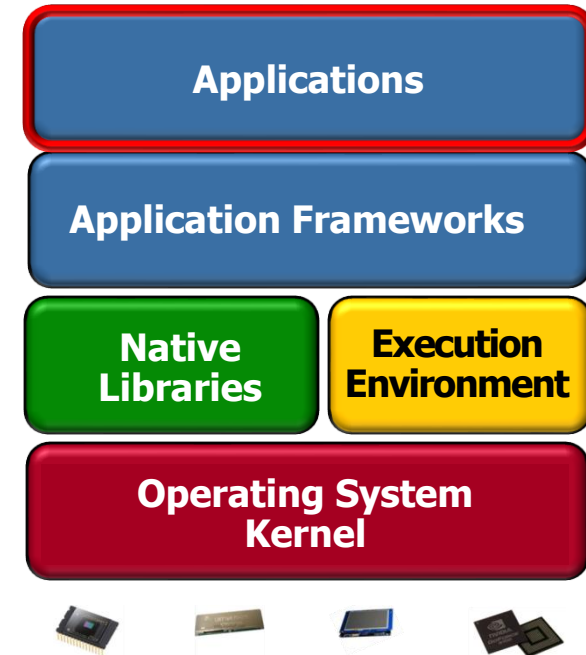 Applications
Application Frameworks
Native
Libraries
Execution
Environment
Operating System
Kernel